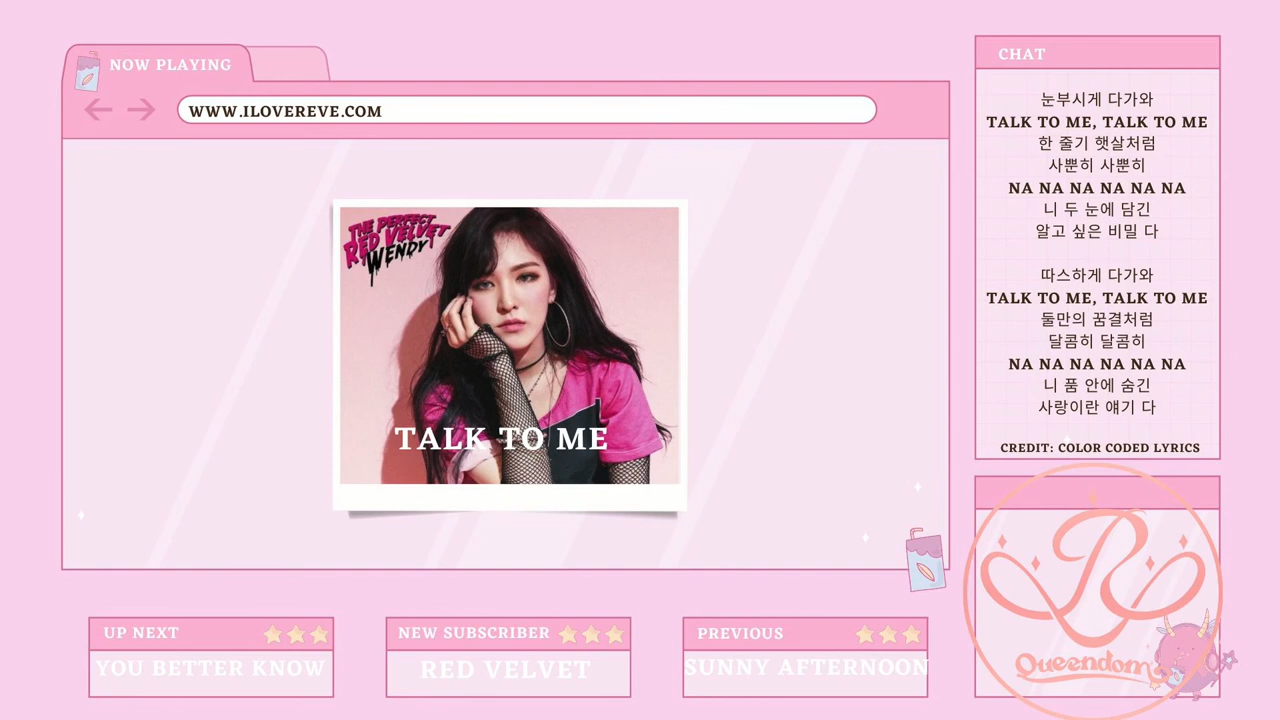 NOW PLAYING
WWW.ILOVEREVE.COM
THE PERFECT
RED VELVET
WENDY
TALK TO ME
CHAT
눈부시게 다가와
TALK TO ME, TALK TO ME
한 줄기 햇살처럼
사뿐히 사뿐히
NA NA NA NA NA NA
니 두 눈에 담긴
알고 싶은 비밀 다
따스하게 다가와
TALK TO ME, TALK TO ME
둘만의 꿈결처럼
달콤히 달콤히
NA NA NA NA NA NA
니 품 안에 숨긴
사랑이란 얘기 다
CREDIT: COLOR CODED LYRICS
UP NEXT
YOU BETTER KNOW
NEW SUBSCRIBER
RED VELVET
PREVIOUS
SUNNY AFTERNOON
R
Queendom